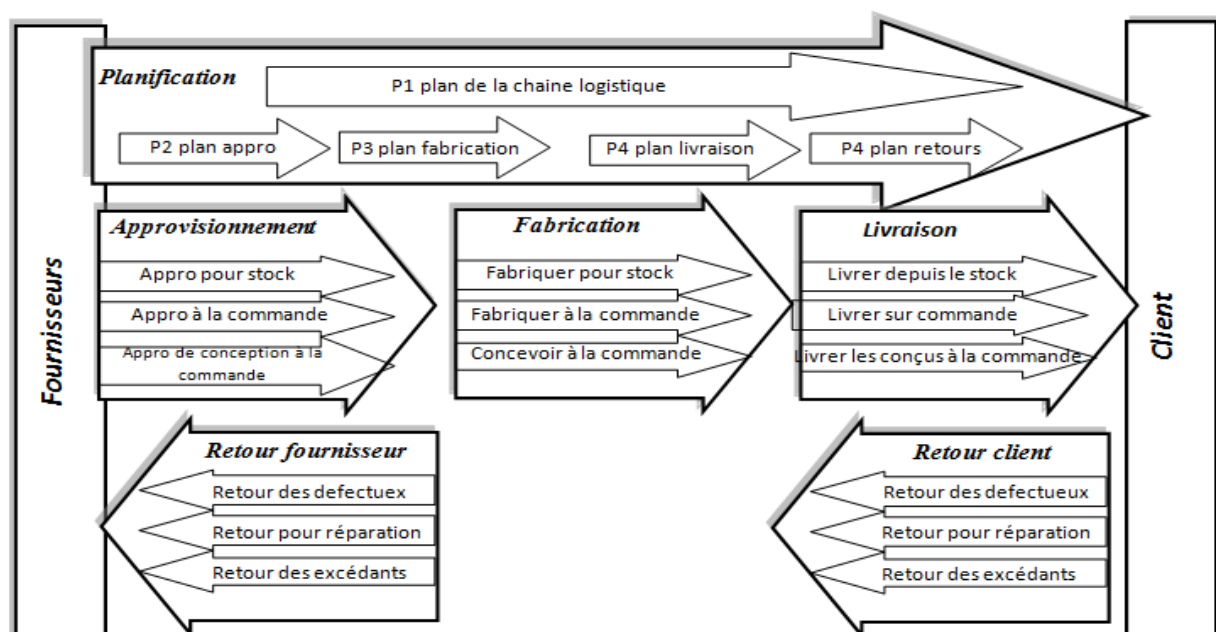 Fournisseurs
Planification
P1 plan de la chaine logistique
P2 plan appro
P3 plan fabrication
P4 plan livraison
P4 plan retours
Approvisionnement
Appro pour stock
Appro à la commande
Appro de conception à la
commande
Fabrication
Fabriquer pour stock
Fabriquer à la commande
Concevoir à la commande
Livraison
Livrer depuis le stock
Livrer sur commande
Livrer les conçus à la commande
Retour fournisseur
Retour des defectuex
Retour pour réparation
Retour des excédants
Retour client
Retour des defectueux
Retour pour réparation
Retour des excédants
Client